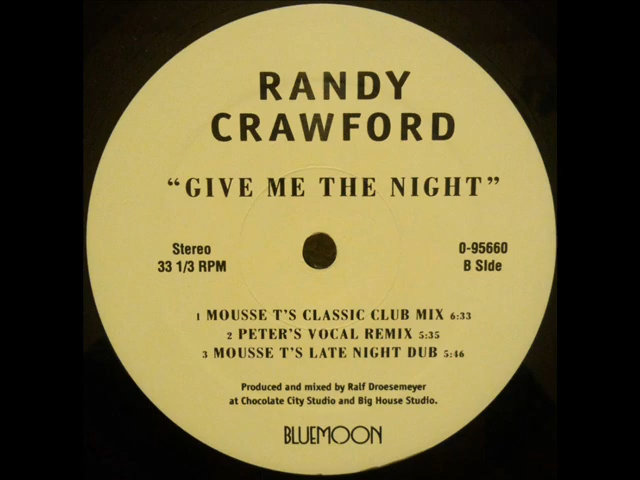 RANDY
CRAWFORD
“GIVE ME THE NIGHT”
Stereo
33 1/3 RPM
0-95660
B SIde
1 MOUSSE T'S CLASSIC CLUB MIX 6:33
2 PETER'S VOCAL REMIX 5:35
3 MOUSSE T'S LATE NIGHT DUB 5:46
Produced and mixed by Ralf Droesemeyer
at Chocolate City Studio and Big House Studio.
BLUEMOON